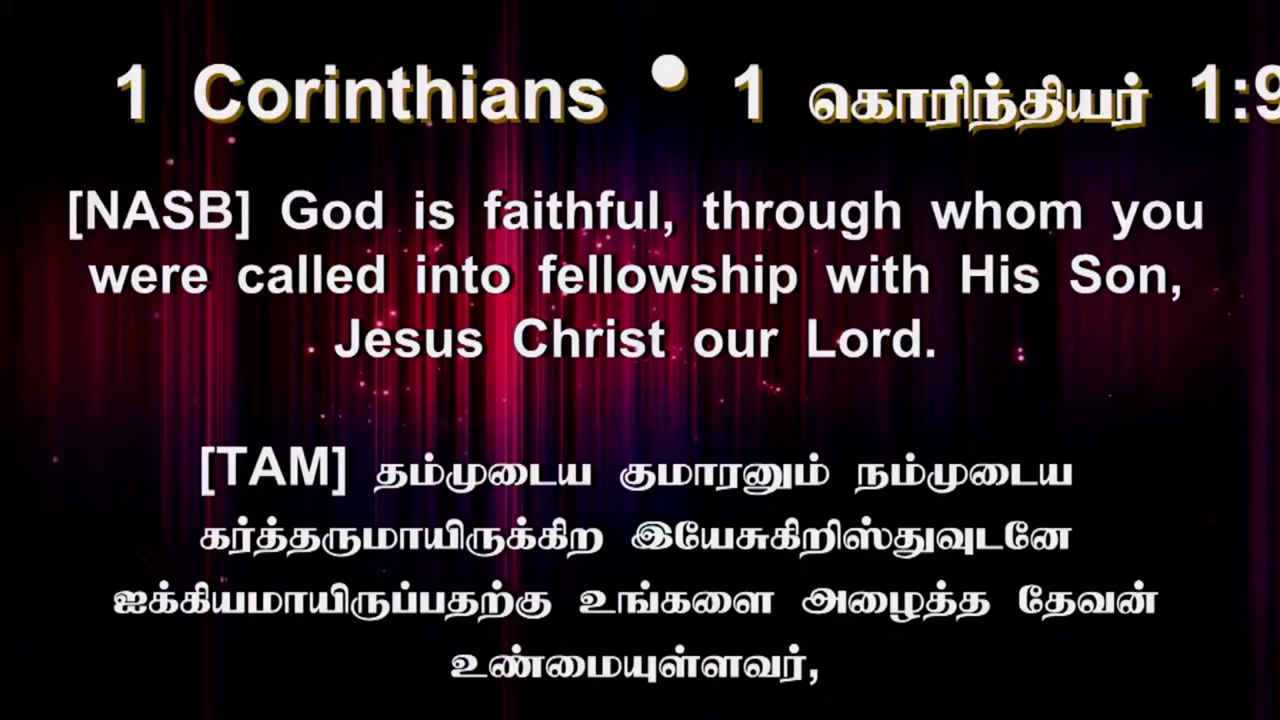 1 Corinthians • 1 கொரிந்தியர் 1:9
[NASB] God is faithful, through whom you
were called into fellowship with His Son,
Jesus Christ our Lord.
[TAM] தம்முடைய குமாரனும் நம்முடைய
கர்த்தருமாயிருக்கிற இயேசுகிறிஸ்துவுடனே
ஐக்கியமாயிருப்பதற்கு உங்களை அழைத்த தேவன்
உண்மையுள்ளவர்,